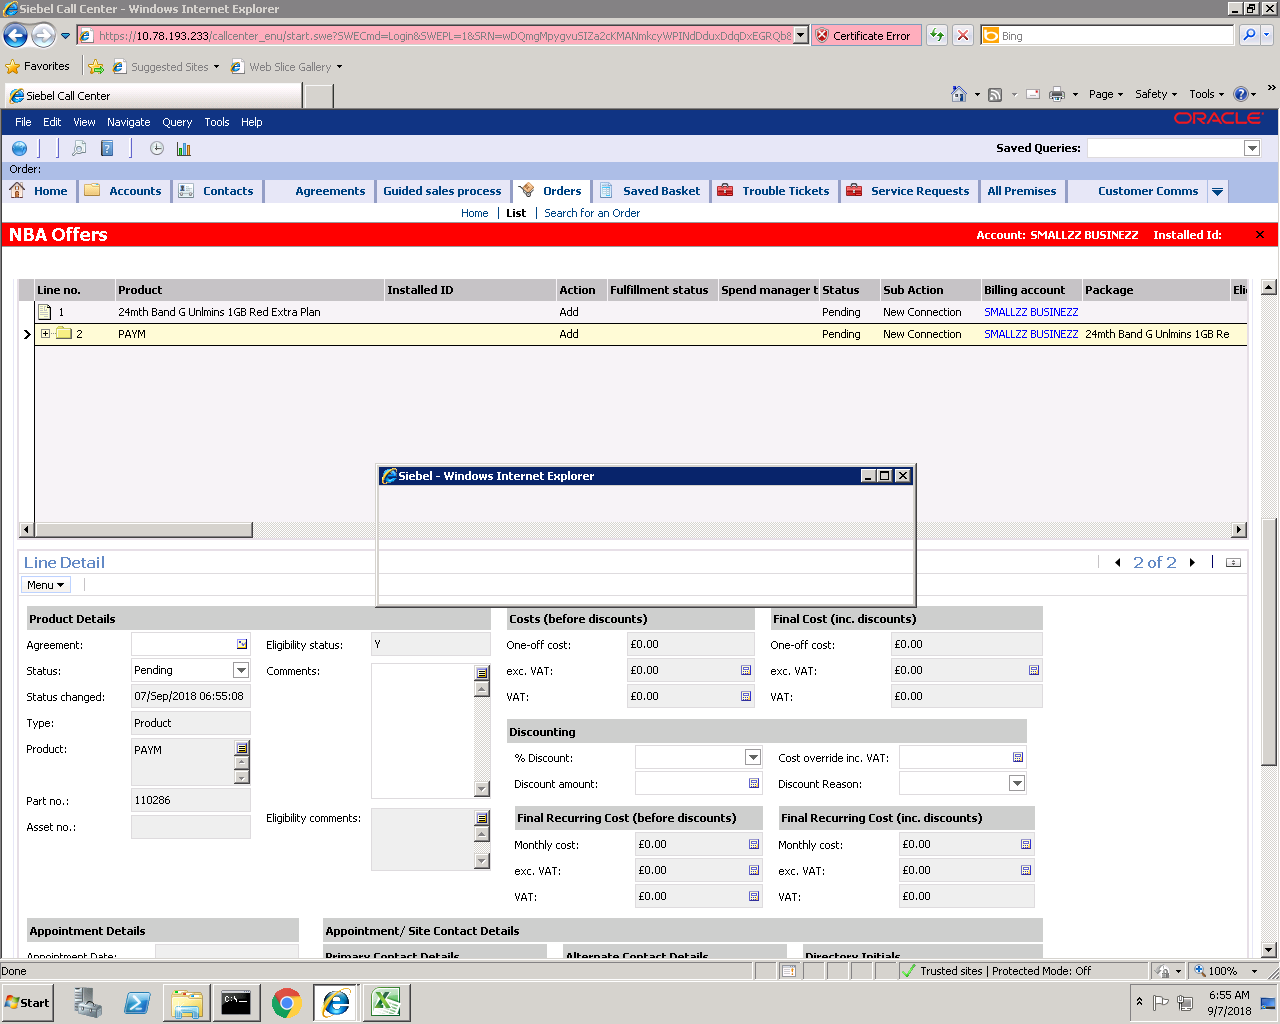 Siebel Call Center - Windows Internet Explorer
https://10.78.193.233/callcenter_enu/start.swe?SWECmd=Login&SWEPL=1&SRN=
Certificate Error
Bing
Favorites
Suggested Sites
Web Slice Gallery
Siebel Call Center
Page
Safety
Tools
File Edit View Navigate Query Tools Help
ORACLE
Saved Queries:
Order:
Home
Accounts
Contacts
Agreements
Guided sales process
Orders
Saved Basket
Trouble Tickets
Service Requests
All Premises
Customer Comms
Home | List | Search for an Order
NBA Offers
Account: SMALLZZ BUSINEZZ Installed Id:
Line no. Product Installed ID Action Fulfillment status Spend manager t Status Sub Action Billing account Package Eli
1 24mth Band G Unlmins 1GB Red Extra Plan Add Pending New Connection SMALLZZ BUSINEZZ
2 PAYM Add Pending New Connection SMALLZZ BUSINEZZ 24mth Band G Unlmins 1GB Re
Siebel - Windows Internet Explorer
Line Detail
2 of 2
Menu
Product Details
Costs (before discounts)
Final Cost (inc. discounts)
Agreement:
Eligibility status: Y
One-off cost: £0.00
One-off cost: £0.00
Status: Pending
Comments:
exc. VAT: £0.00
exc. VAT: £0.00
Status changed: 07/Sep/2018 06:55:08
VAT: £0.00
VAT: £0.00
Type: Product
Discounting
Product: PAYM
% Discount:
Cost override inc. VAT:
Discount amount:
Discount Reason:
Part no.: 110286
Eligibility comments:
Final Recurring Cost (before discounts)
Final Recurring Cost (inc. discounts)
Asset no.:
Monthly cost: £0.00
Monthly cost: £0.00
exc. VAT: £0.00
exc. VAT: £0.00
VAT: £0.00
VAT: £0.00
Appointment Details
Appointment/ Site Contact Details
Appointment Date:
Primary Contact Details
Alternate Contact Details
Directory Initials
Done
Trusted sites | Protected Mode: Off
100%
Start
C:\
6:55 AM
9/7/2018